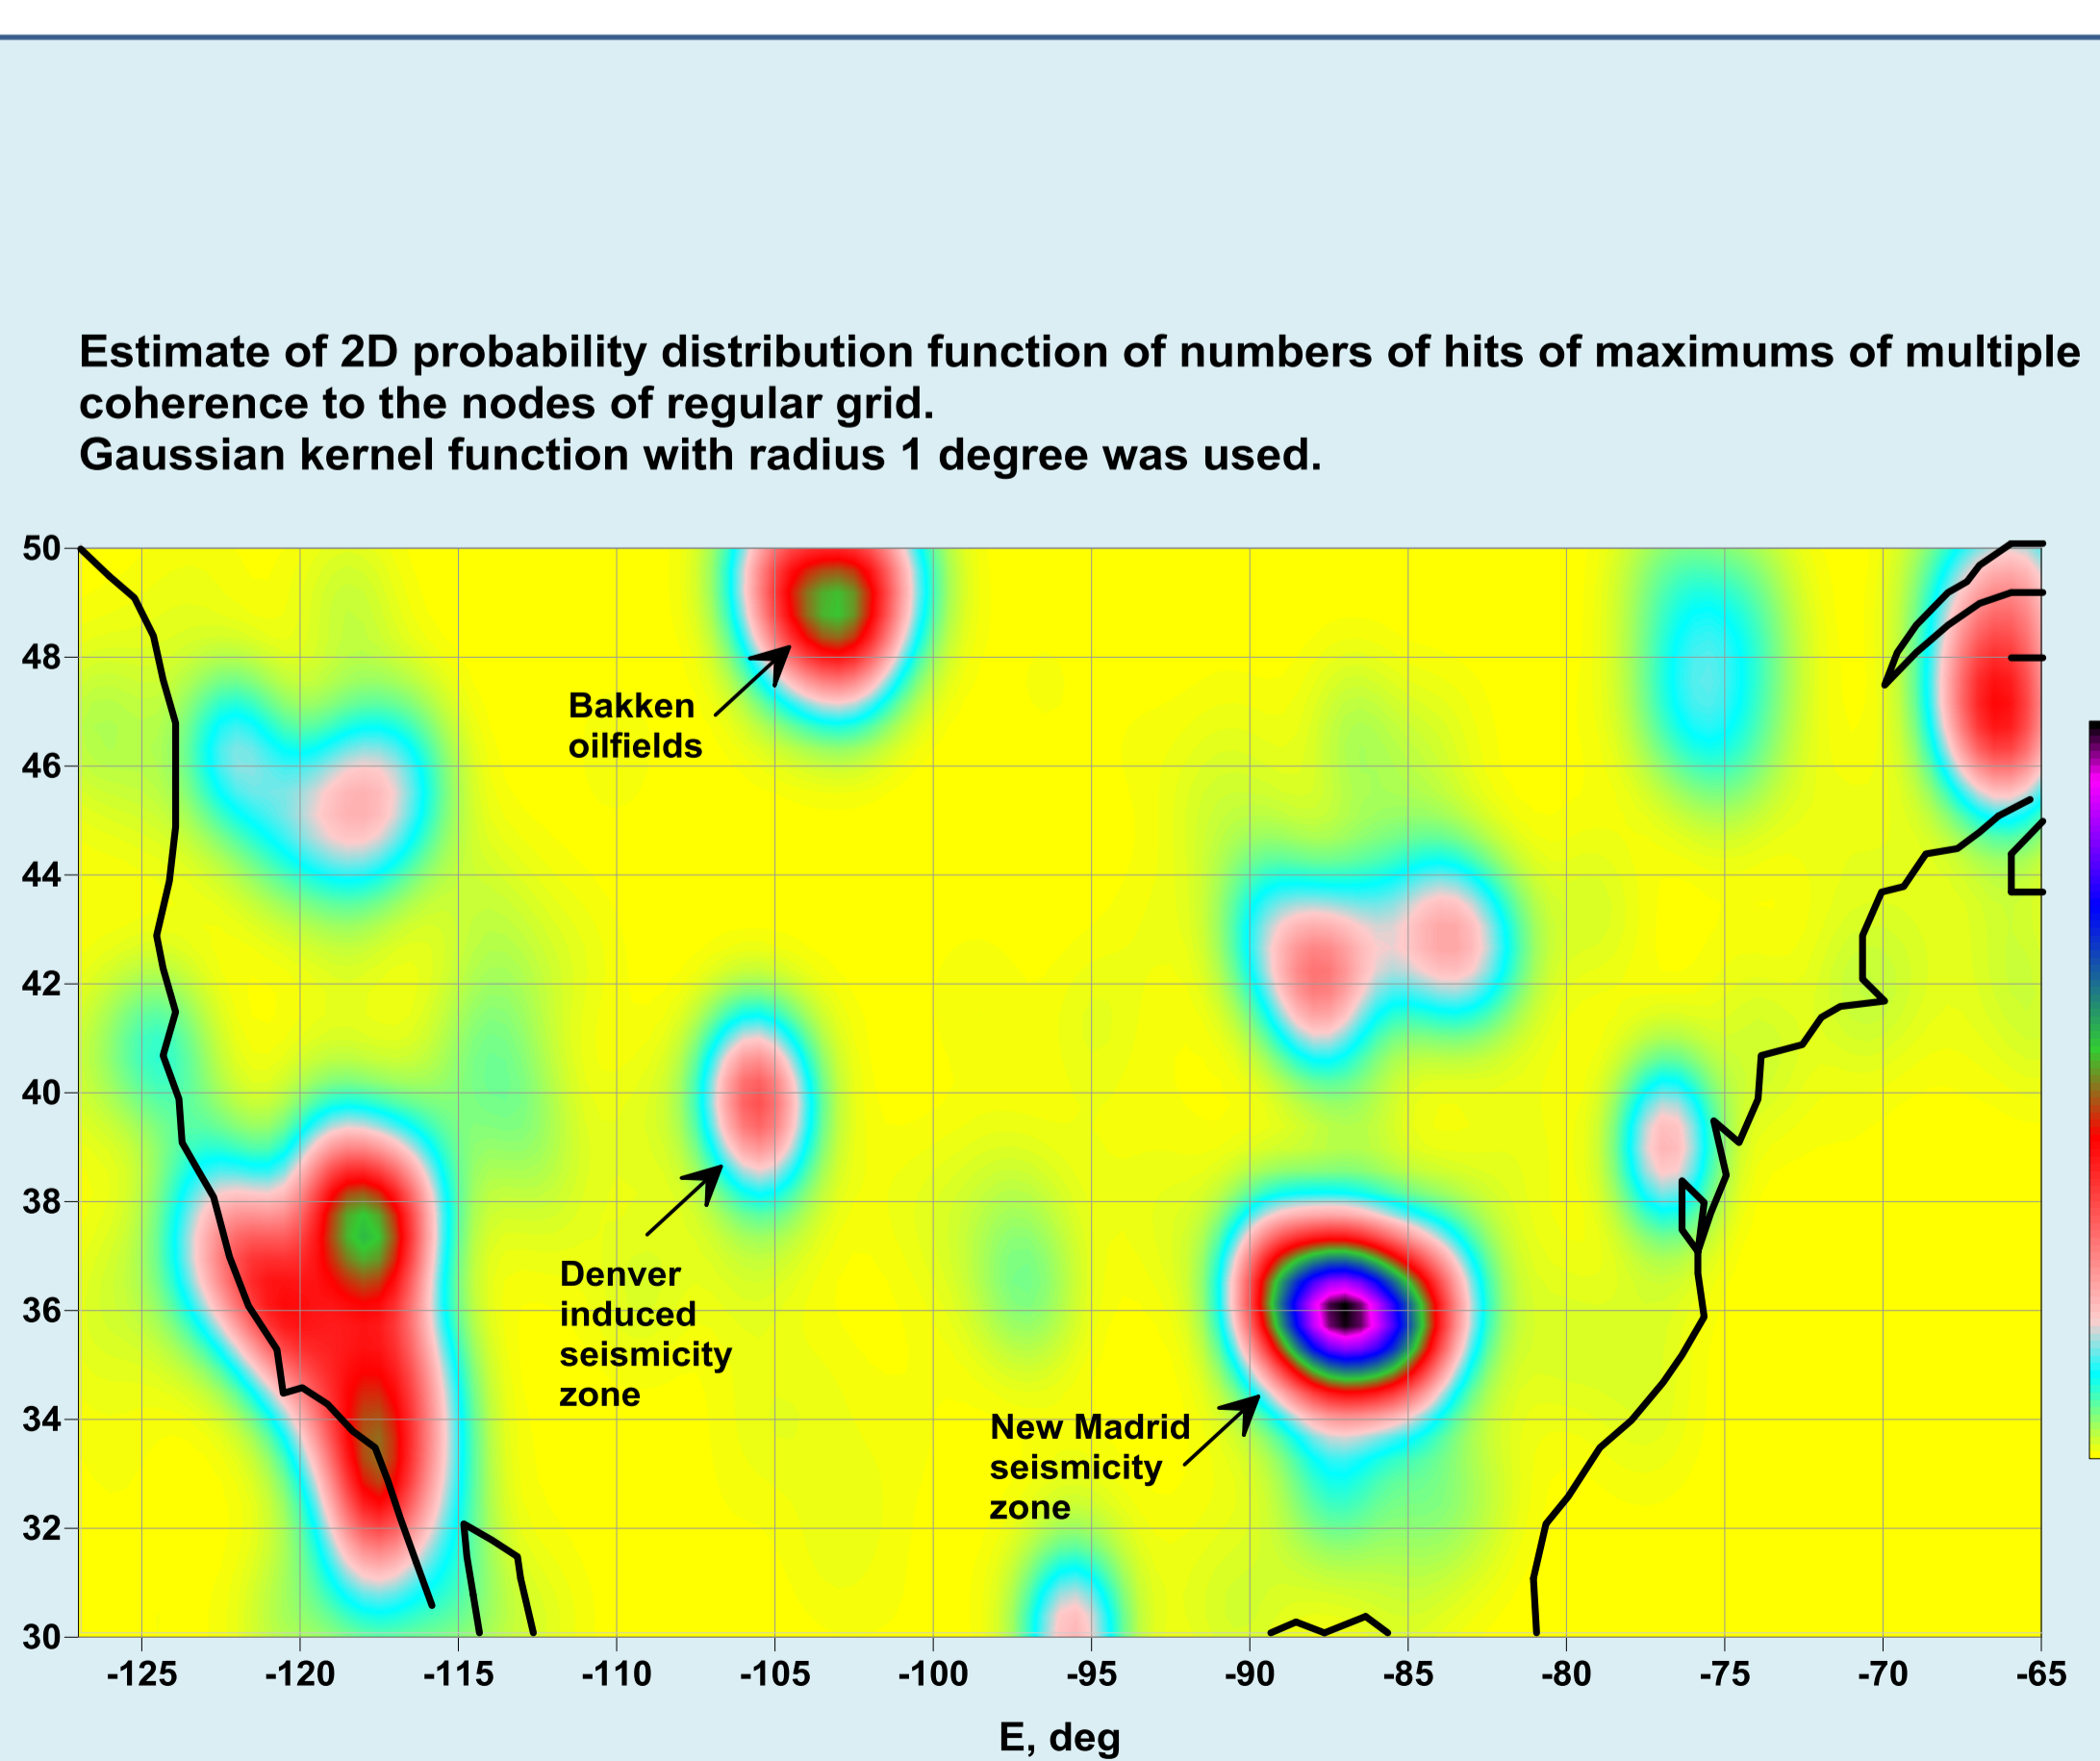 Estimate of 2D probability distribution function of numbers of hits of maximums of multiple
coherence to the nodes of regular grid.
Gaussian kernel function with radius 1 degree was used.
50
48
46
44
42
40
38
36
34
32
30
Bakken
oilfields
Denver
induced
seismicity
zone
New Madrid
seismicity
zone
-125 -120 -115 -110 -105 -100 -95 -90 -85 -80 -75 -70 -65
E, deg